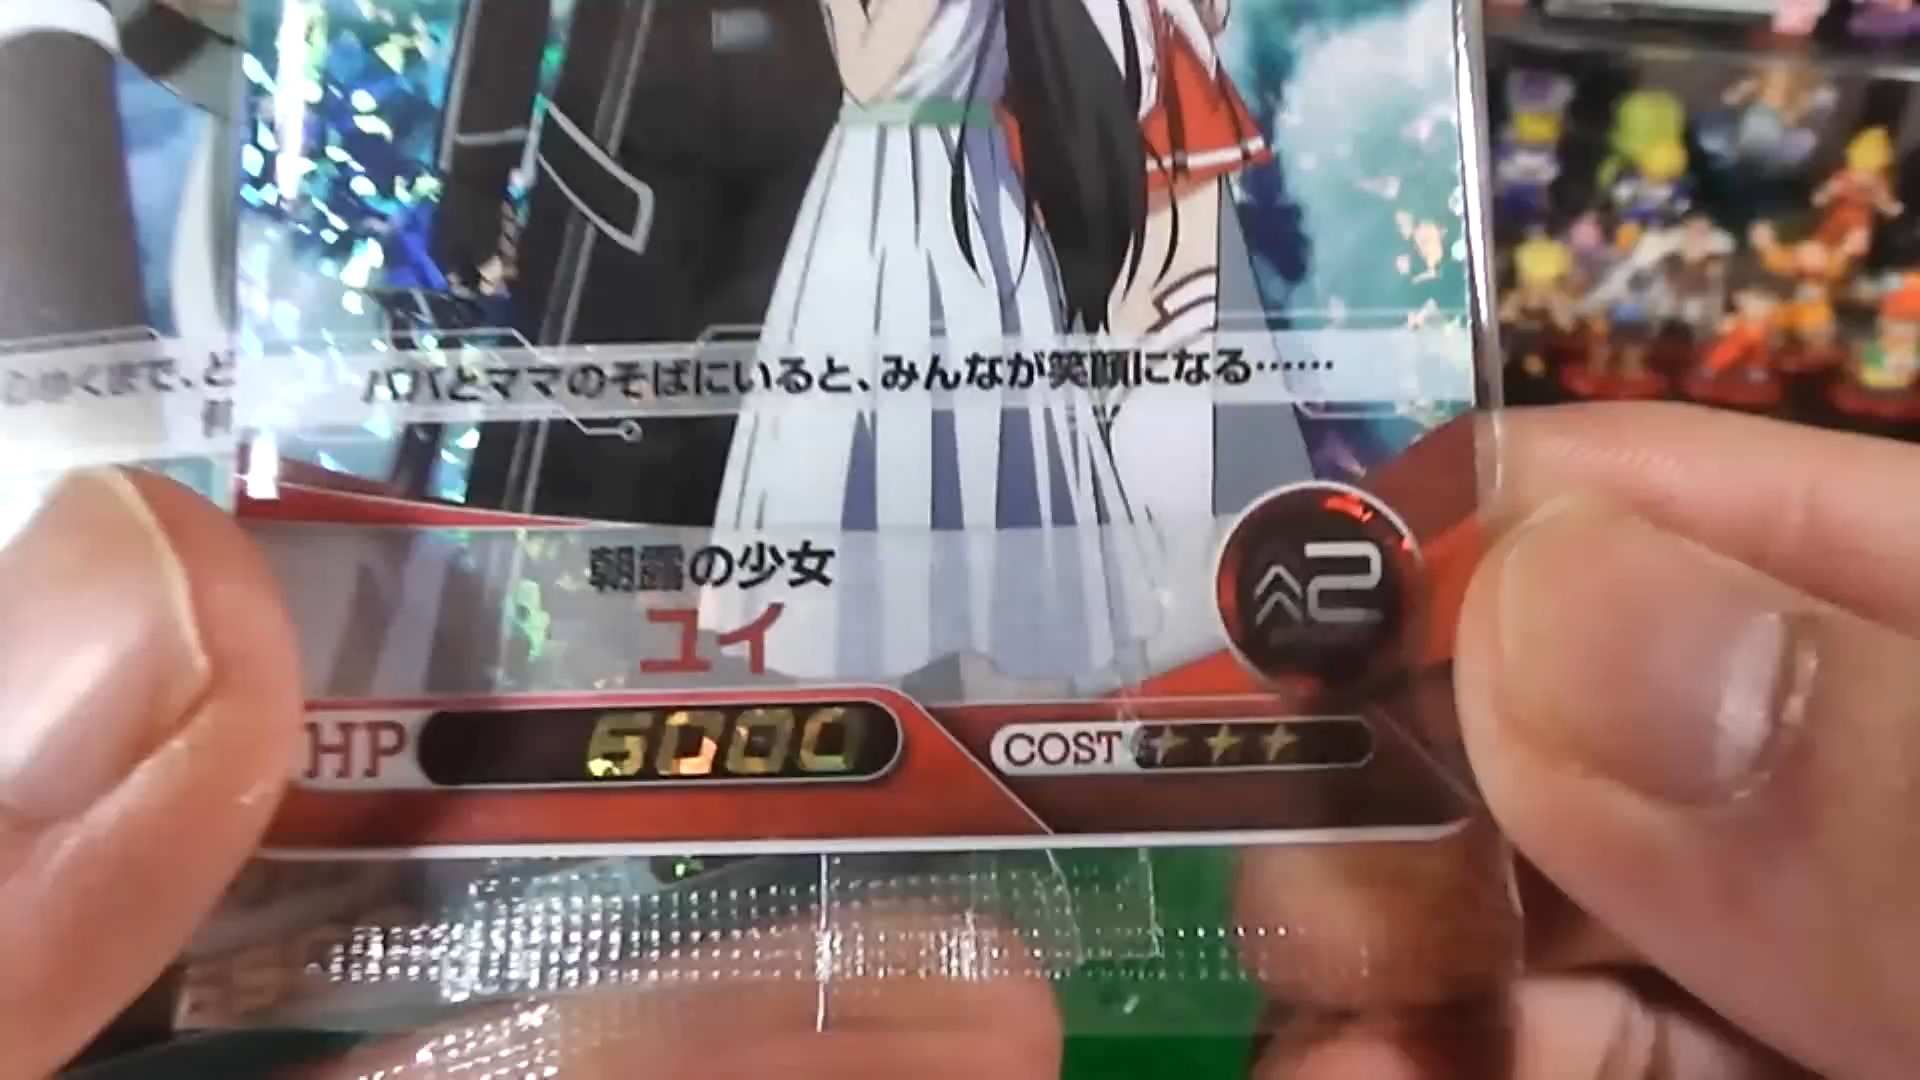 パパとママのそばにいると、みんなが笑顔になる……
朝露の少女
ユイ
2
HP 6000
COST ★★★